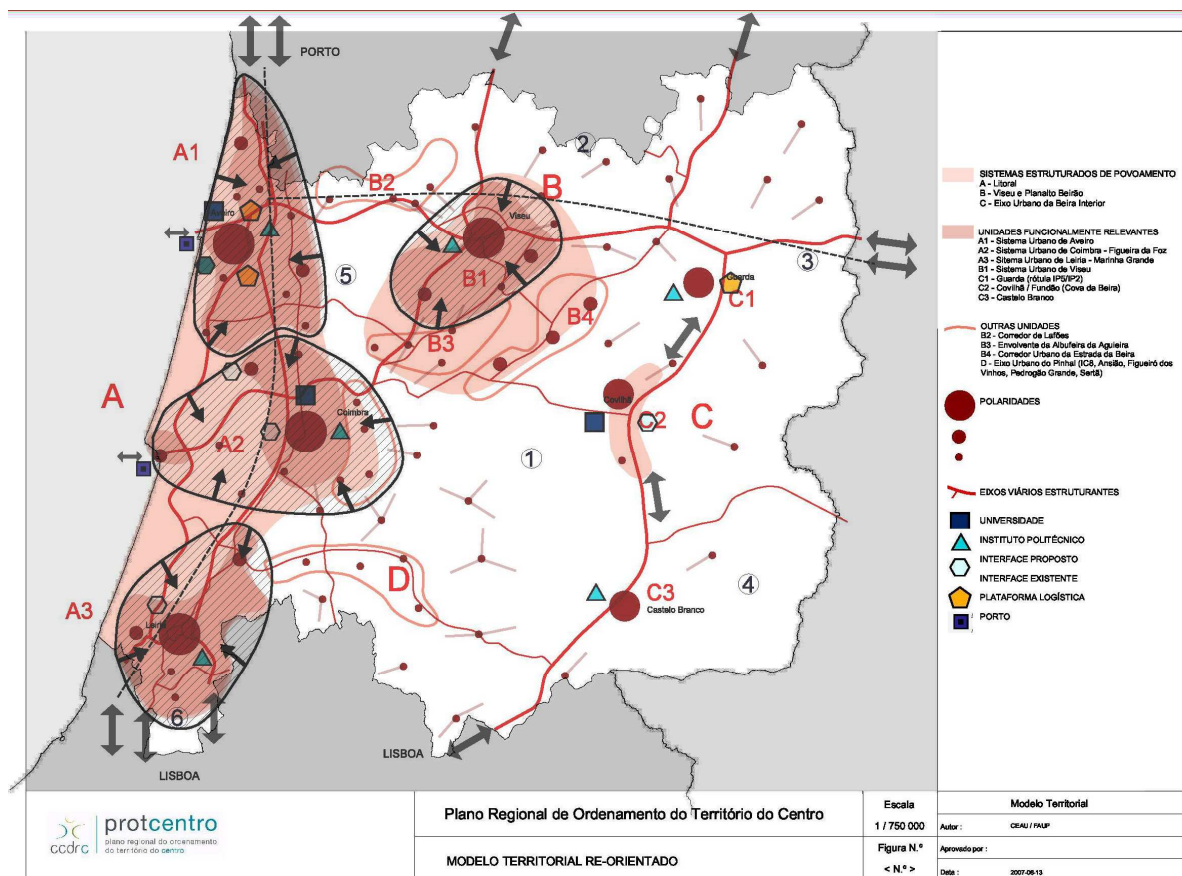 PORTO
A1
2
B2
B
Aveiro
Viseu
3
5
B1
Guarda
C1
B4
B3
A
Covilhã
Coimbra
C2
C
A2
1
D
4
C3
Castelo Branco
A3
Leiria
6
LISBOA
LISBOA
SISTEMAS ESTRUTURADOS DE POVOAMENTO
A - Litoral
B - Viseu e Planalto Beirão
C - Eixo Urbano da Beira Interior
UNIDADES FUNCIONALMENTE RELEVANTES
A1 - Sistema Urbano de Aveiro
A2 - Sistema Urbano de Coimbra - Figueira da Foz
A3 - Sitema Urbano de Leiria - Marinha Grande
B1 - Sistema Urbano de Viseu
C1 - Guarda (rótula IP5/IP2)
C2 - Covilhã / Fundão (Cova da Beira)
C3 - Castelo Branco
OUTRAS UNIDADES
B2 - Corredor de Lafões
B3 - Envolvente da Albufeira da Agueira
B4 - Corredor Urbano da Estrada da Beira
D - Eixo Urbano do Pinhal (IC8, Ansião, Figueiró dos
Vinhos, Pedrogão Grande, Sertã)
POLARIDADES
EIXOS VIÁRIOS ESTRUTURANTES
UNIVERSIDADE
INSTITUTO POLITÉCNICO
INTERFACE PROPOSTO
INTERFACE EXISTENTE
PLATAFORMA LOGÍSTICA
PORTO
ccdrc
protcentro
plano regional do ordenamento
do território do centro
Plano Regional de Ordenamento do Território do Centro
MODELO TERRITORIAL RE-ORIENTADO
Escala
1 / 750 000
Figura N.º
< N.º >
Modelo Territorial
Autor : CEAU / FAUP
Aprovado por :
Data : 2007-06-13